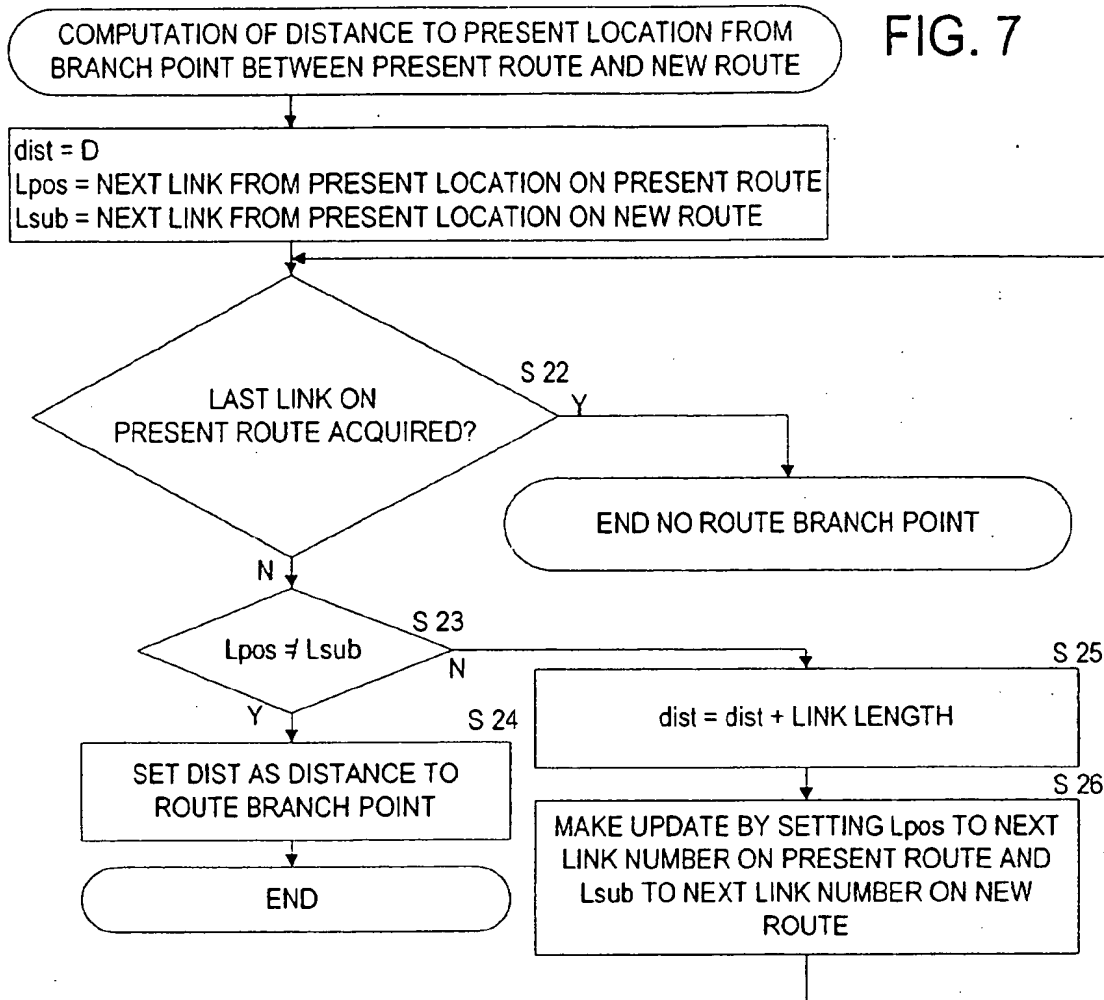 FIG. 7
COMPUTATION OF DISTANCE TO PRESENT LOCATION FROM
BRANCH POINT BETWEEN PRESENT ROUTE AND NEW ROUTE
dist = D
Lpos = NEXT LINK FROM PRESENT LOCATION ON PRESENT ROUTE
Lsub = NEXT LINK FROM PRESENT LOCATION ON NEW ROUTE
S 22
LAST LINK ON
PRESENT ROUTE ACQUIRED?
Y
END NO ROUTE BRANCH POINT
N
S 23
Lpos ≠ Lsub
N
Y
S 24
SET DIST AS DISTANCE TO
ROUTE BRANCH POINT
END
S 25
dist = dist + LINK LENGTH
S 26
MAKE UPDATE BY SETTING Lpos TO NEXT
LINK NUMBER ON PRESENT ROUTE AND
Lsub TO NEXT LINK NUMBER ON NEW
ROUTE